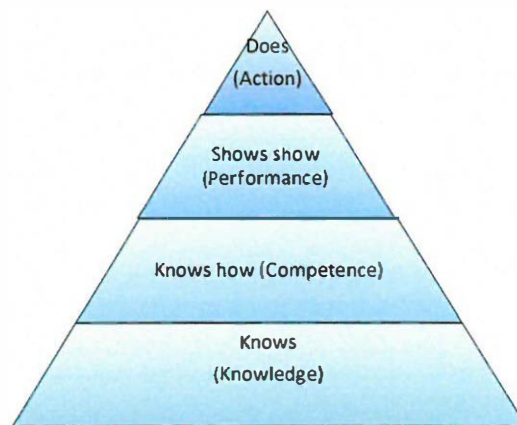 Does
(Action)
Shows show
(Performance)
Knows how (Competence)
Knows
(Knowledge)